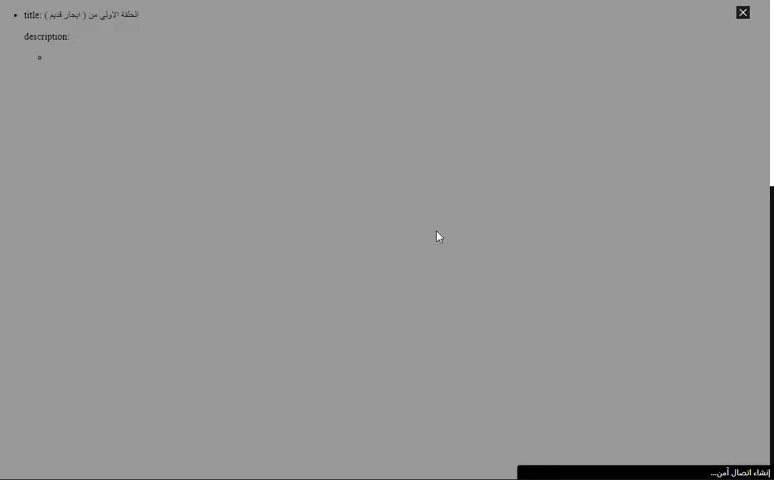 title: الحلقة الاولى من ( ايجار قديم )
description:
إنشاء اتصال آمن...